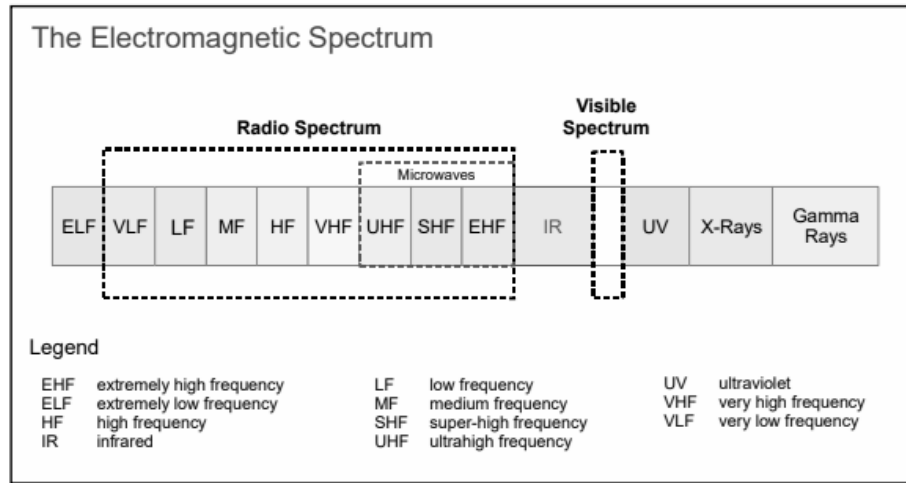 The Electromagnetic Spectrum
Visible
Spectrum
Radio Spectrum
Microwaves
ELF VLF LF MF HF VHF UHF SHF EHF IR UV X-Rays Gamma Rays
Legend
EHF extremely high frequency
ELF extremely low frequency
HF high frequency
IR infrared
LF low frequency
MF medium frequency
SHF super-high frequency
UHF ultrahigh frequency
UV ultraviolet
VHF very high frequency
VLF very low frequency